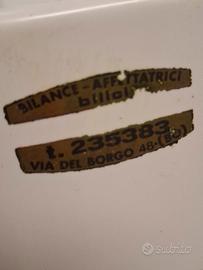 BILANCE - AFFETTATRICI
t. 235383
VIA DEL BORGO 48
subito